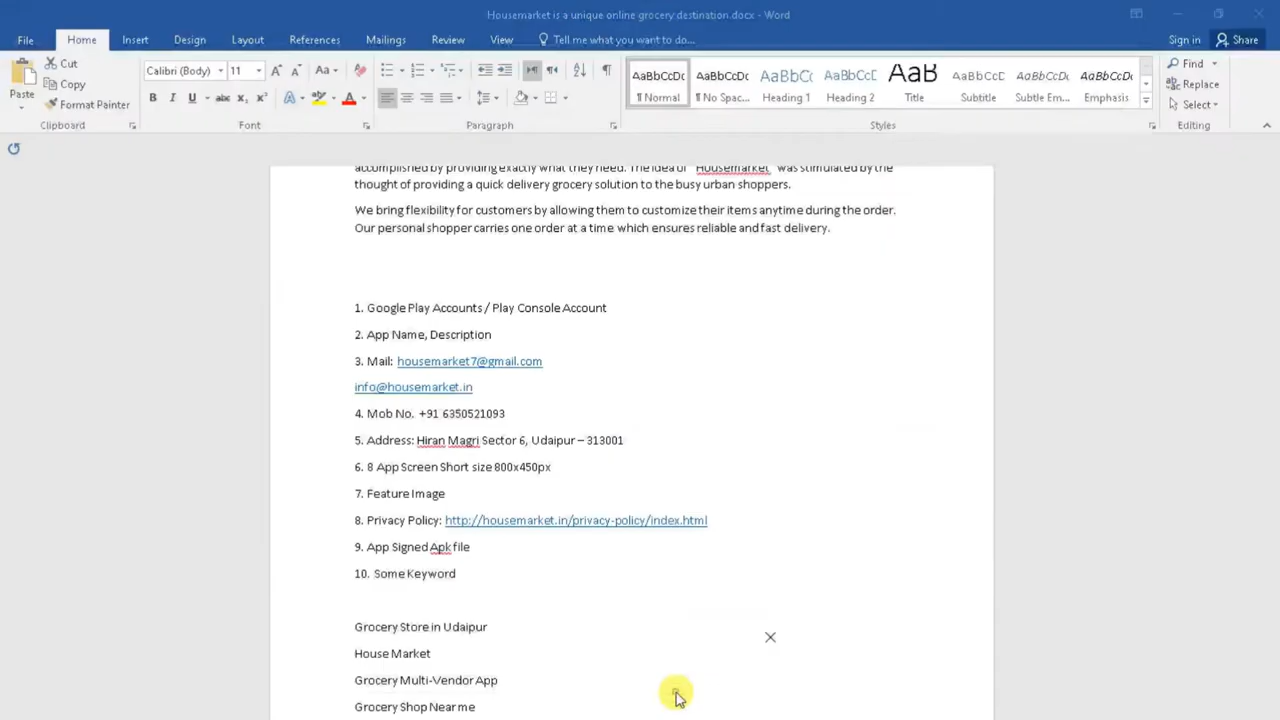 Housemarket is a unique online grocery destination.docx - Word
File Home Insert Design Layout References Mailings Review View Tell me what you want to do... Sign in Share
Paste
Cut
Copy
Format Painter
Clipboard
Calibri (Body) 11
Font
Paragraph
AaBbCcDc AaBbCcDc AaBbC AaBbCcC AaB AaBbCcD AaBbCcDc AaBbCcDc
¶ Normal ¶ No Spac... Heading 1 Heading 2 Title Subtitle Subtle Em... Emphasis
Styles
Find
Replace
Select
Editing
accomplished by providing exactly what they need. The idea of "Housemarket" was stimulated by the
thought of providing a quick delivery grocery solution to the busy urban shoppers.
We bring flexibility for customers by allowing them to customize their items anytime during the order.
Our personal shopper carries one order at a time which ensures reliable and fast delivery.
1. Google Play Accounts / Play Console Account
2. App Name, Description
3. Mail: housemarket7@gmail.com
info@housemarket.in
4. Mob No. +91 6350521093
5. Address: Hiran Magri Sector 6, Udaipur – 313001
6. 8 App Screen Short size 800x450px
7. Feature Image
8. Privacy Policy: http://housemarket.in/privacy-policy/index.html
9. App Signed Apk file
10. Some Keyword
Grocery Store in Udaipur
House Market
Grocery Multi-Vendor App
Grocery Shop Near me